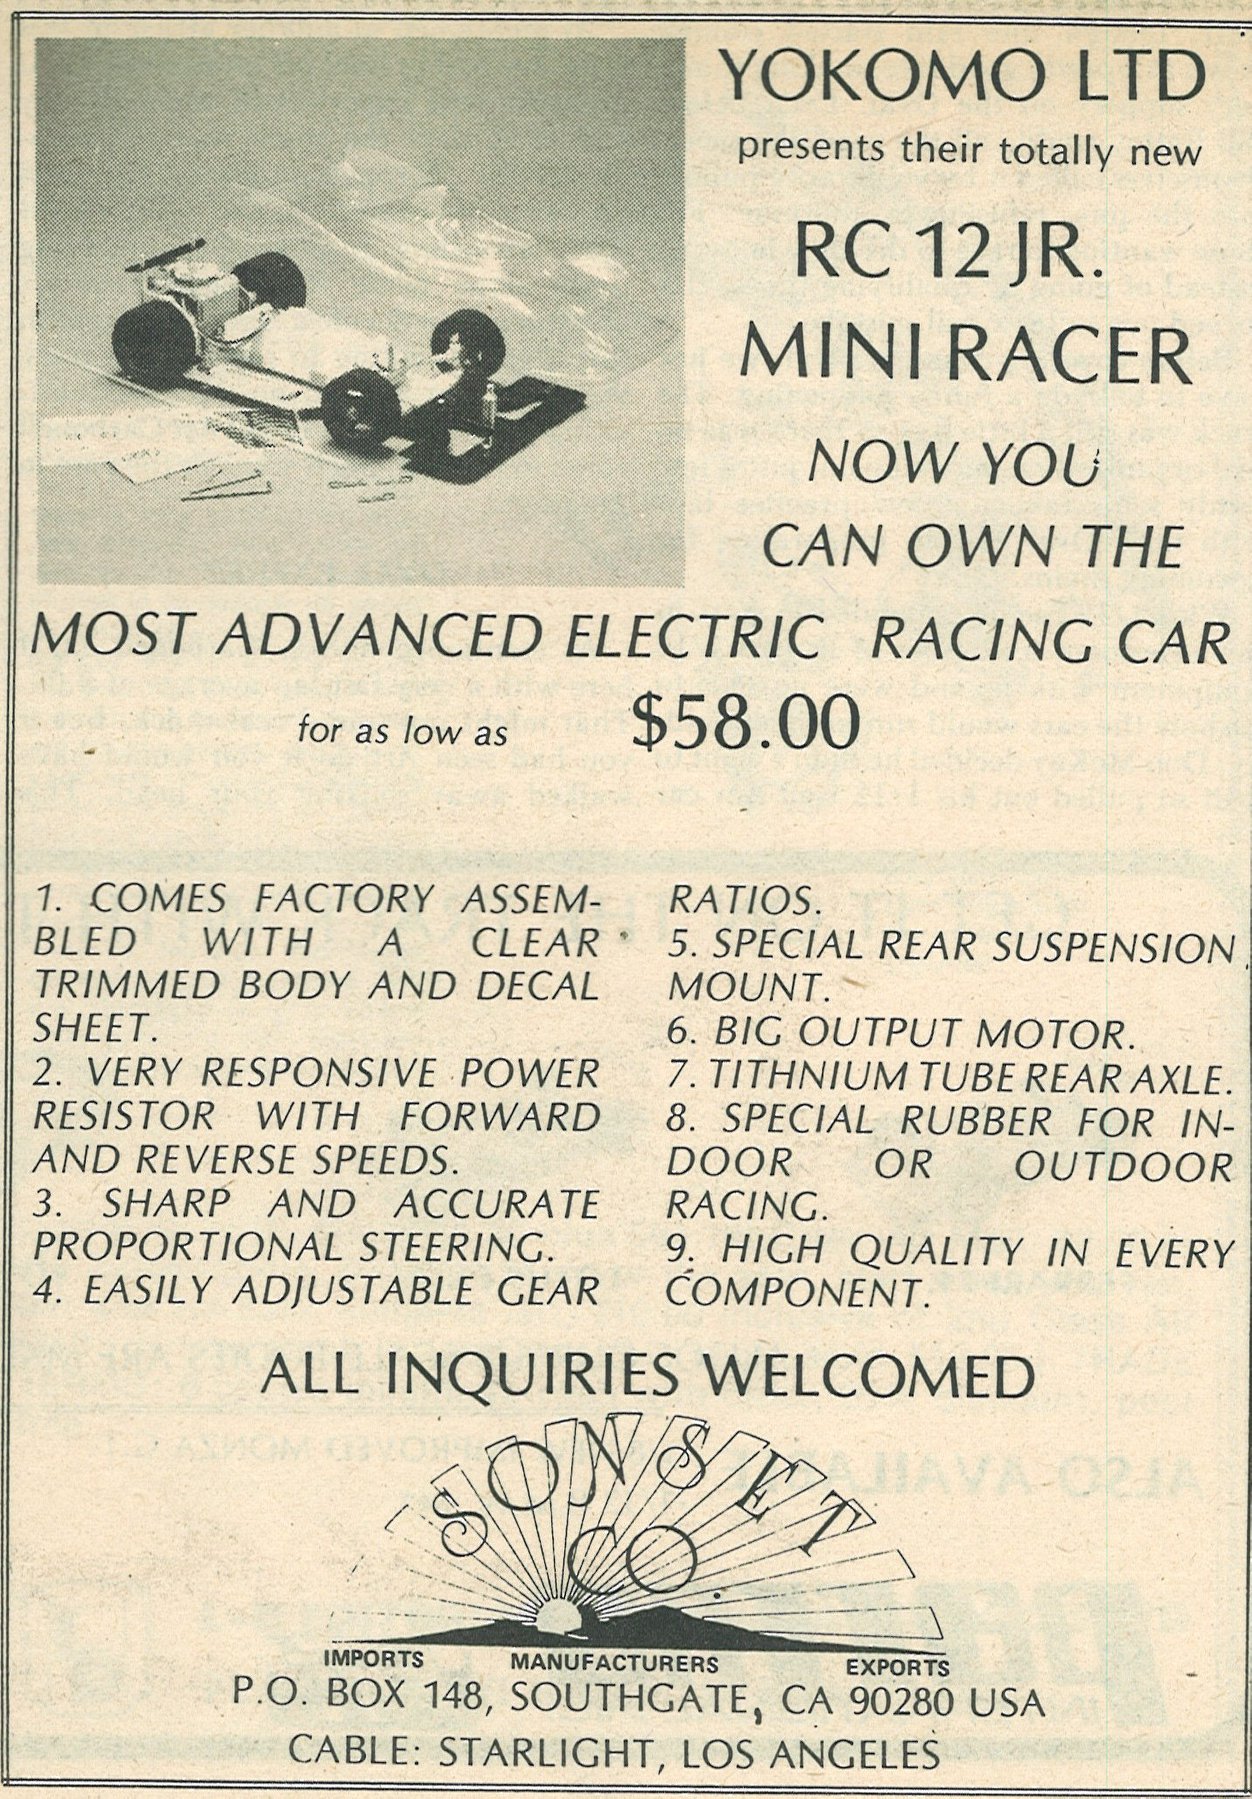 YOKOMO LTD
presents their totally new
RC 12 JR.
MINI RACER
NOW YOU
CAN OWN THE
MOST ADVANCED ELECTRIC RACING CAR
for as low as $58.00
1. COMES FACTORY ASSEM-
BLED WITH A CLEAR
TRIMMED BODY AND DECAL
SHEET.
2. VERY RESPONSIVE POWER
RESISTOR WITH FORWARD
AND REVERSE SPEEDS.
3. SHARP AND ACCURATE
PROPORTIONAL STEERING.
4. EASILY ADJUSTABLE GEAR
RATIOS.
5. SPECIAL REAR SUSPENSION
MOUNT.
6. BIG OUTPUT MOTOR.
7. TITHNIUM TUBE REAR AXLE.
8. SPECIAL RUBBER FOR IN-
DOOR OR OUTDOOR
RACING.
9. HIGH QUALITY IN EVERY
COMPONENT.
ALL INQUIRIES WELCOMED
SONSET
CO.
IMPORTS MANUFACTURERS EXPORTS
P.O. BOX 148, SOUTHGATE, CA 90280 USA
CABLE: STARLIGHT, LOS ANGELES